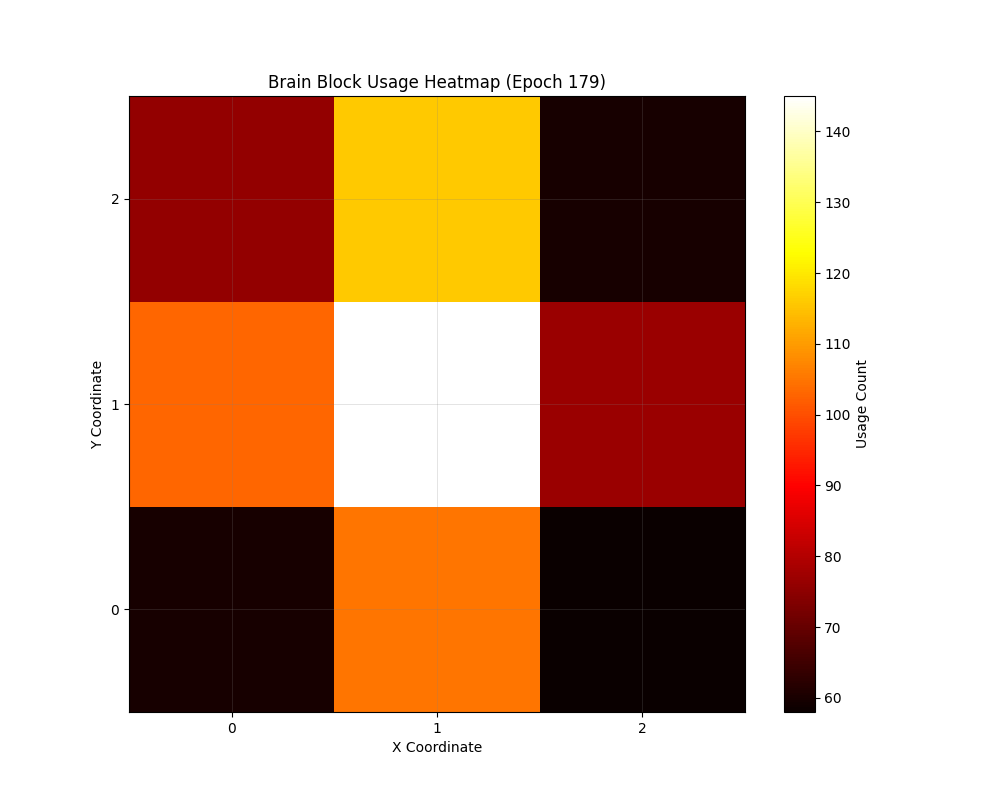 Brain Block Usage Heatmap (Epoch 179)
2
1
0
Y Coordinate
0 1 2
X Coordinate
140
130
120
110
100
90
80
70
60
Usage Count